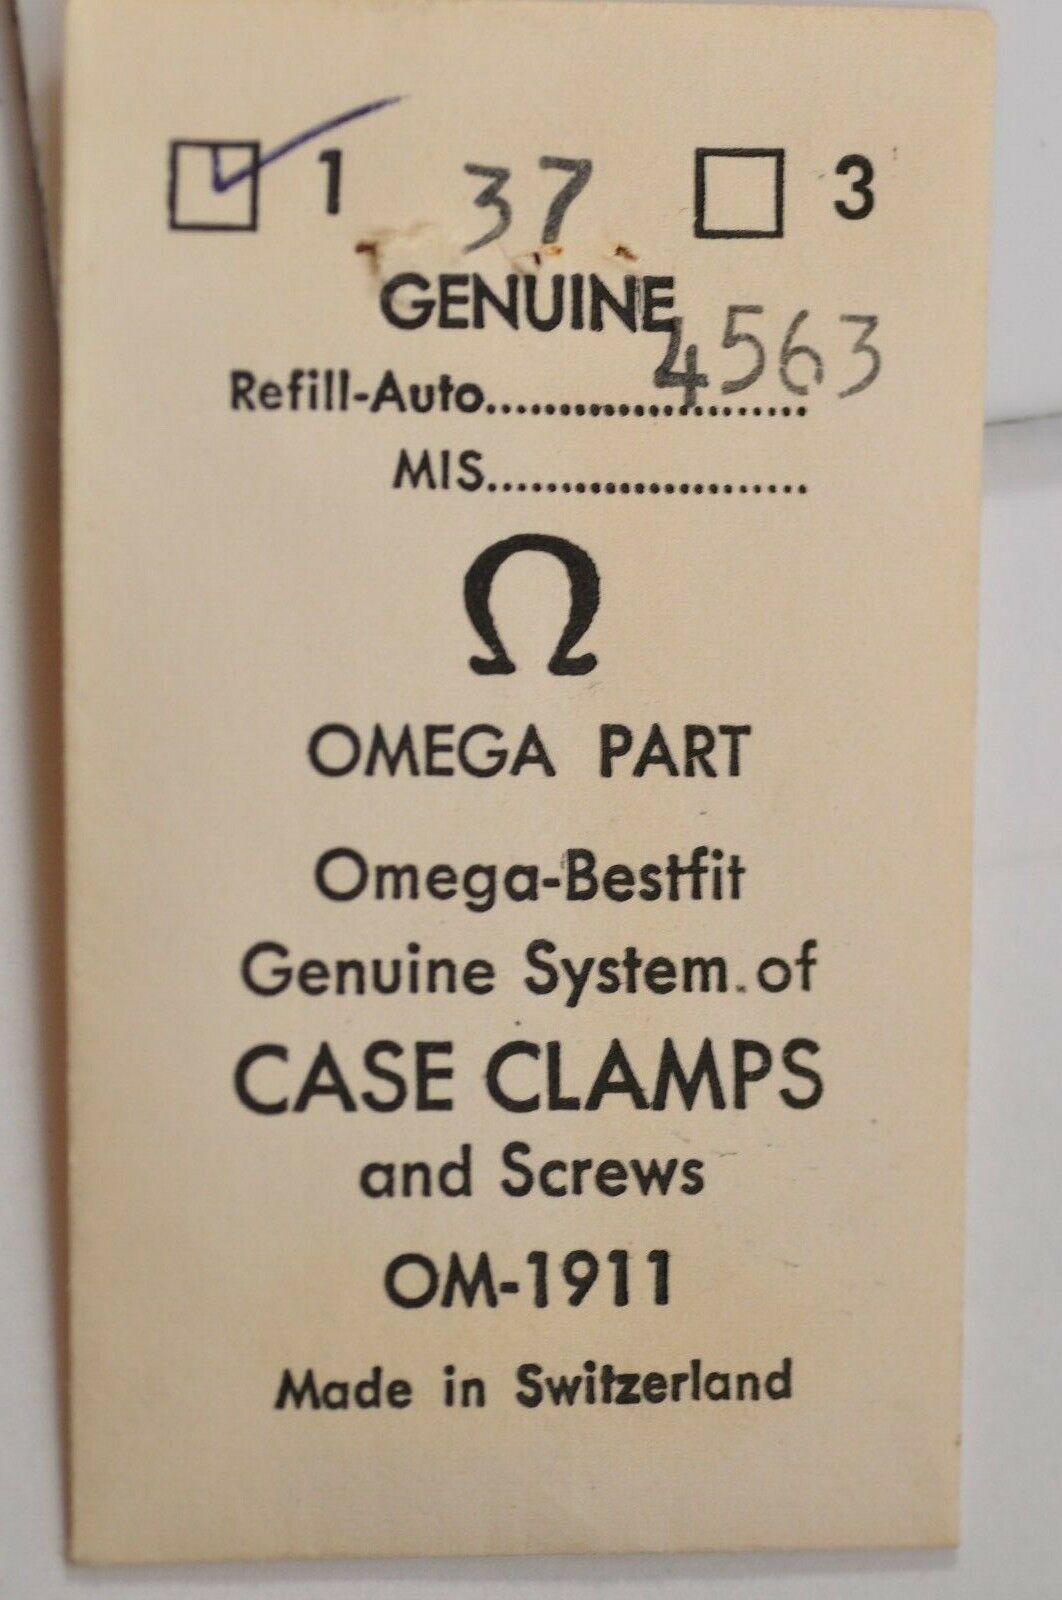 1 37 3
GENUINE
Refill-Auto...................... 4563
MIS......................
Ω
OMEGA PART
Omega-Bestfit
Genuine System of
CASE CLAMPS
and Screws
OM-1911
Made in Switzerland